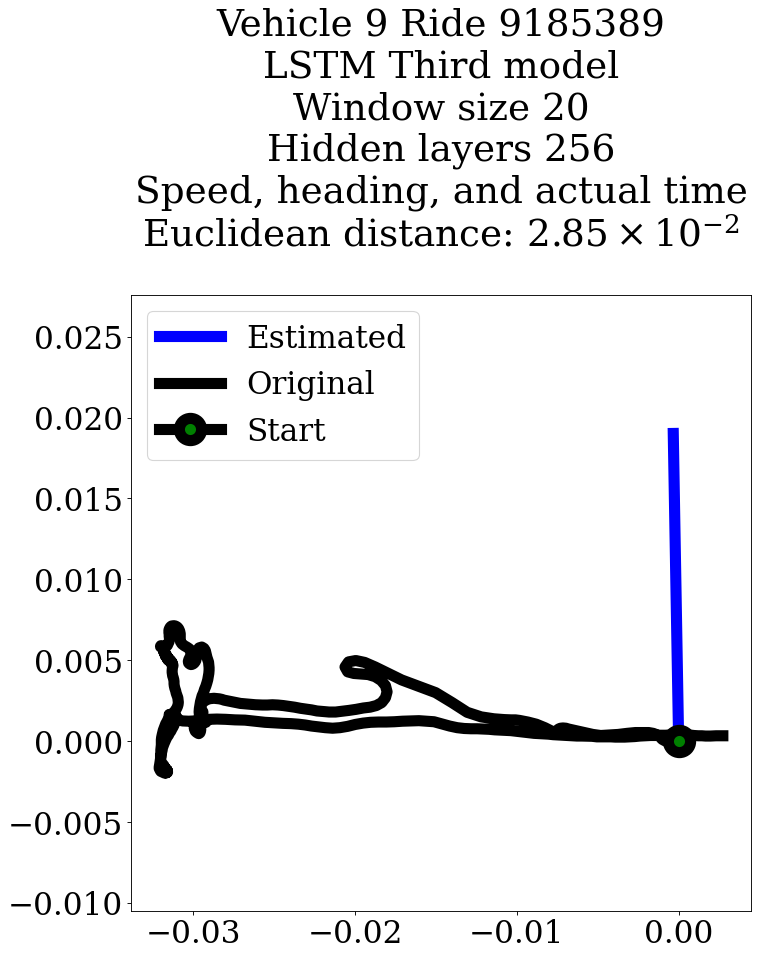 Vehicle 9 Ride 9185389
LSTM Third model
Window size 20
Hidden layers 256
Speed, heading, and actual time
Euclidean distance: 2.85 × 10⁻²
Estimated
Original
Start
0.025
0.020
0.015
0.010
0.005
0.000
−0.005
−0.010
−0.03 −0.02 −0.01 0.00